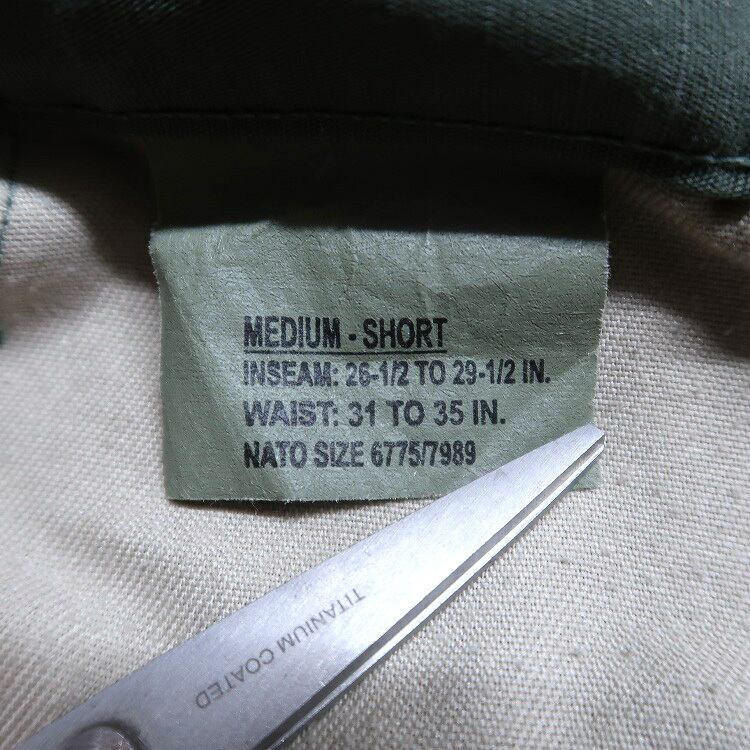 MEDIUM - SHORT
INSEAM: 26-1/2 TO 29-1/2 IN.
WAIST: 31 TO 35 IN.
NATO SIZE 6775/7989
TITANIUM COATED